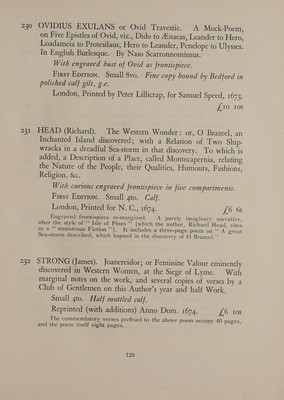 230 OVIDIUS EXULANS or Ovid Travestie. A Mock-Poem,
on Five Epistles of Ovid, viz., Dido to Æneas, Leander to Hero,
Loadameia to Protesilaus, Hero to Leander, Penelope to Ulysses.
In English Burlesque. By Naso Scarronnomimus.
With engraved bust of Ovid as frontispiece.
FIRST EDITION. Small 8vo. Fine copy bound by Bedford in
polished calf gilt, g.e.
London, Printed by Peter Lillicrap, for Samuel Speed, 1673.
£10 10s
231 HEAD (Richard). The Western Wonder; or, O Brazeel, an
Inchanted Island discovered; with a Relation of Two Ship-
wracks in a dreadful Sea-storm in that discovery. To which is
added, a Description of a Place, called Montecapernia, relating
the Nature of the People, their Qualities, Humours, Fashions,
Religion, &c.
With curious engraved frontispiece in five compartments.
FIRST EDITION. Small 4to. Calf.
London, Printed for N. C., 1674. £6 6s
Engraved frontispiece re-margined. A purely imaginary narrative,
after the style of "Isle of Pines" (which the author, Richard Head, cites
as a "monstrous Fiction"). It includes a three-page poem on "A great
Sea-storm described, which hapned in the discovery of O Brazeel."
232 STRONG (James). Joanereidos; or Feminine Valour eminently
discovered in Western Women, at the Siege of Lyme. With
marginal notes on the work, and several copies of verses by a
Club of Gentlemen on this Author's year and half Work.
Small 4to. Half mottled calf.
Reprinted (with additions) Anno Dom. 1674. £6 10s
The commendatory verses prefixed to the above poem occupy 40 pages,
and the poem itself eight pages.
129